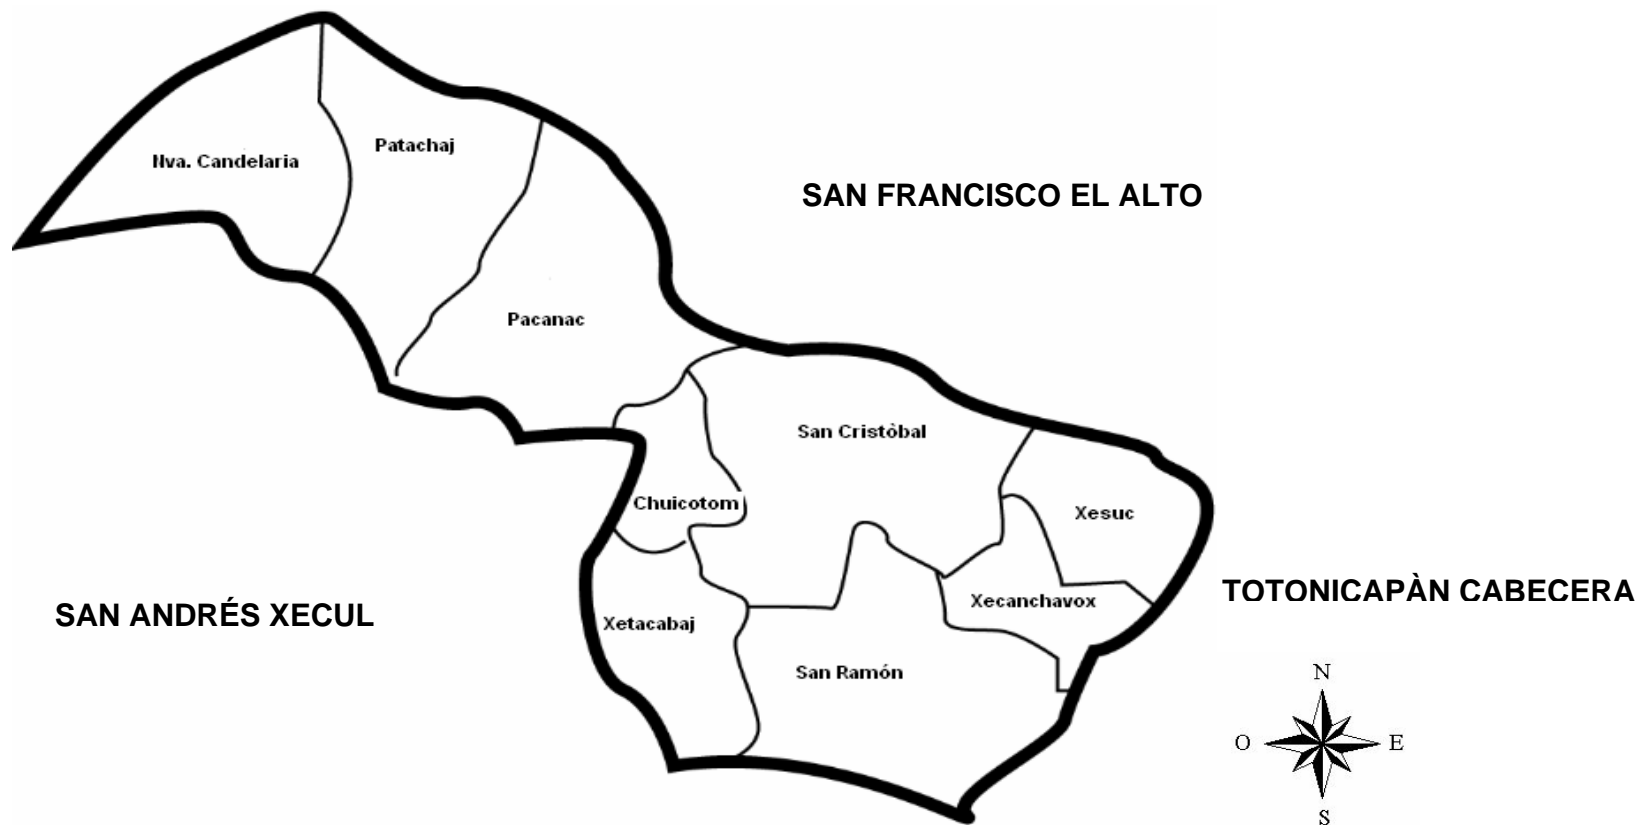 Patachaj
Nva. Candelaria
SAN FRANCISCO EL ALTO
Pacanac
San Cristòbal
Chuicotom
Xesuc
TOTONICAPÀN CABECERA
Xecanchavox
SAN ANDRÉS XECUL
Xetacabaj
San Ramón
N
O
E
S